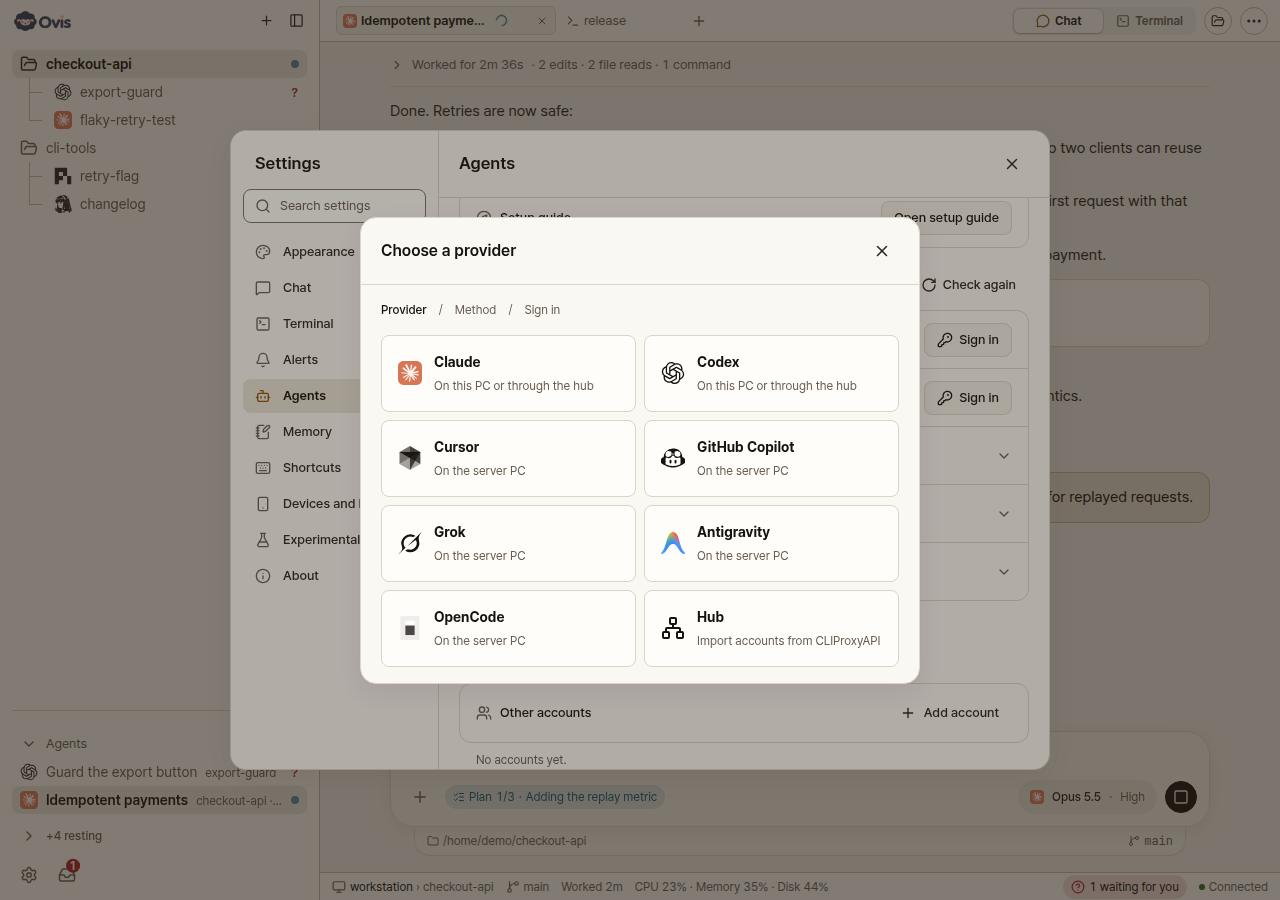 Ovis
Idempotent payme...
release
Chat
Terminal
checkout-api
export-guard
?
flaky-retry-test
cli-tools
retry-flag
changelog
Worked for 2m 36s · 2 edits · 2 file reads · 1 command
Done. Retries are now safe:
two clients can reuse
irst request with that
payment.
ntics.
for replayed requests.
Settings
Search settings
Appearance
Chat
Terminal
Alerts
Agents
Memory
Shortcuts
Devices and
Experimental
About
Agents
Setup guide
Open setup guide
Check again
Sign in
Sign in
Other accounts
Add account
No accounts yet.
Choose a provider
Provider / Method / Sign in
Claude
On this PC or through the hub
Codex
On this PC or through the hub
Cursor
On the server PC
GitHub Copilot
On the server PC
Grok
On the server PC
Antigravity
On the server PC
OpenCode
On the server PC
Hub
Import accounts from CLIProxyAPI
Agents
Guard the export button export-guard ?
Idempotent payments checkout-api ·...
+4 resting
1
Plan 1/3 · Adding the replay metric
Opus 5.5 · High
/home/demo/checkout-api
main
workstation › checkout-api
main
Worked 2m
CPU 23% · Memory 35% · Disk 44%
1 waiting for you
Connected